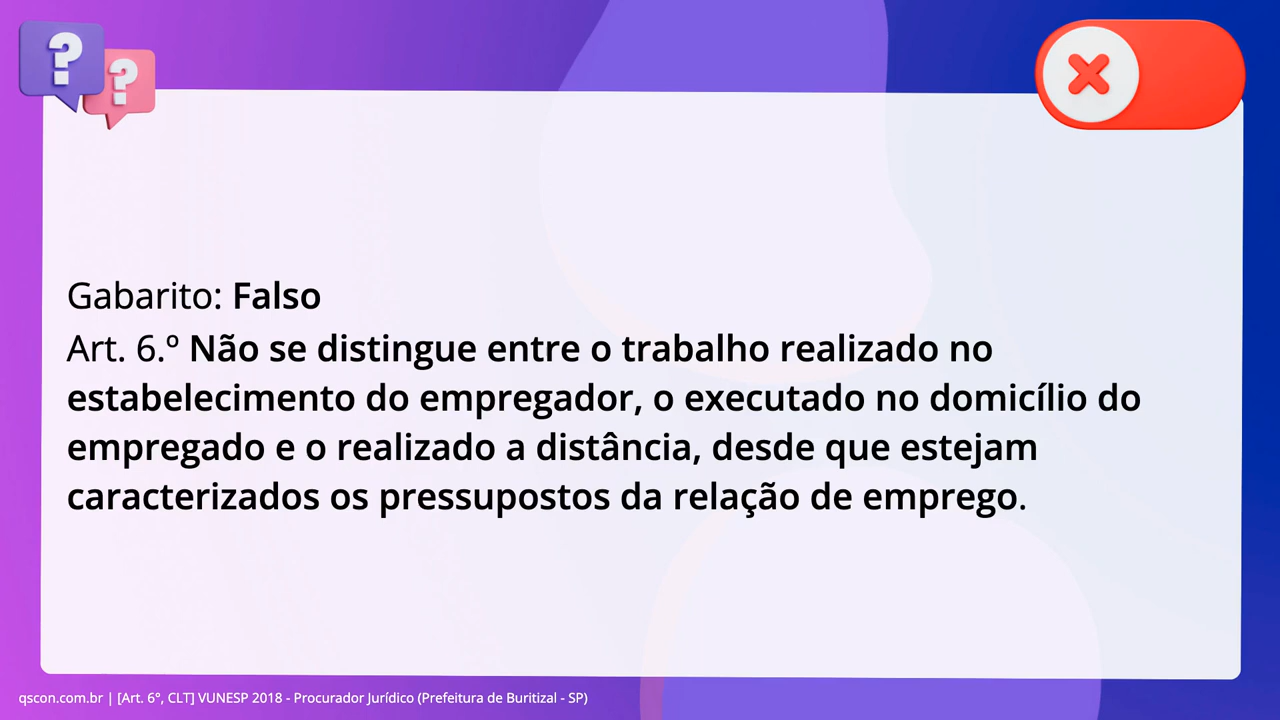 ?
?
Gabarito: Falso
Art. 6.º Não se distingue entre o trabalho realizado no
estabelecimento do empregador, o executado no domicílio do
empregado e o realizado a distância, desde que estejam
caracterizados os pressupostos da relação de emprego.
qscon.com.br | [Art. 6º, CLT] VUNESP 2018 - Procurador Jurídico (Prefeitura de Buritizal - SP)